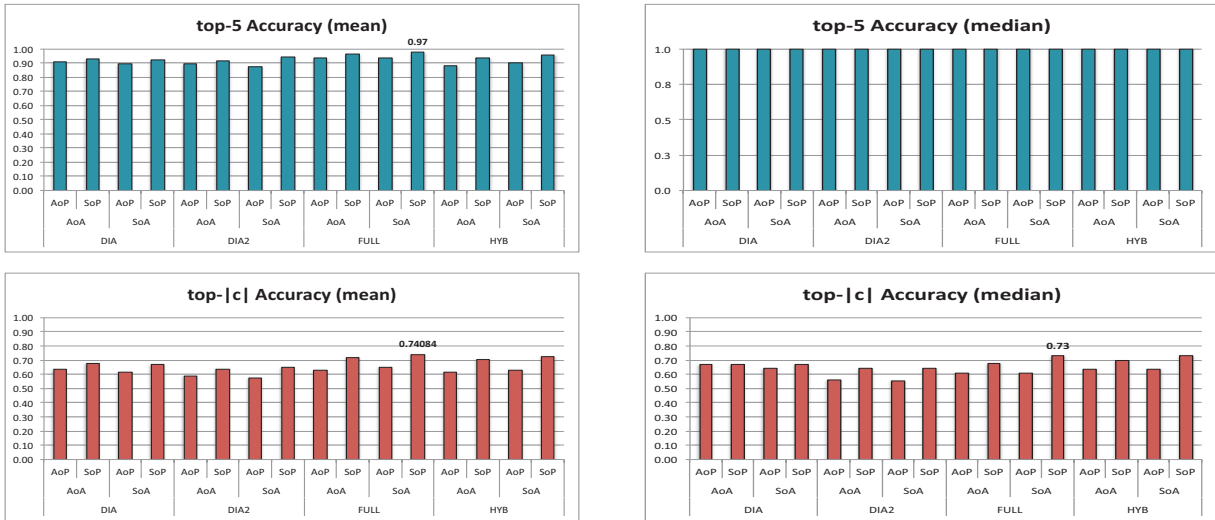 top-5 Accuracy (mean)
0.97
1.00
0.90
0.80
0.70
0.60
0.50
0.40
0.30
0.20
0.10
0.00
AoP SoP AoP SoP AoP SoP AoP SoP AoP SoP AoP SoP AoP SoP AoP SoP
AoA SoA AoA SoA AoA SoA AoA SoA
DIA DIA2 FULL HYB
top-5 Accuracy (median)
1.0
0.8
0.5
0.3
0.0
AoP SoP AoP SoP AoP SoP AoP SoP AoP SoP AoP SoP AoP SoP AoP SoP
AoA SoA AoA SoA AoA SoA AoA SoA
DIA DIA2 FULL HYB
top-|c| Accuracy (mean)
1.00
0.90
0.80
0.74084
0.70
0.60
0.50
0.40
0.30
0.20
0.10
0.00
AoP SoP AoP SoP AoP SoP AoP SoP AoP SoP AoP SoP AoP SoP AoP SoP
AoA SoA AoA SoA AoA SoA AoA SoA
DIA DIA2 FULL HYB
top-|c| Accuracy (median)
1.00
0.90
0.80
0.73
0.70
0.60
0.50
0.40
0.30
0.20
0.10
0.00
AoP SoP AoP SoP AoP SoP AoP SoP AoP SoP AoP SoP AoP SoP AoP SoP
AoA SoA AoA SoA AoA SoA AoA SoA
DIA DIA2 FULL HYB